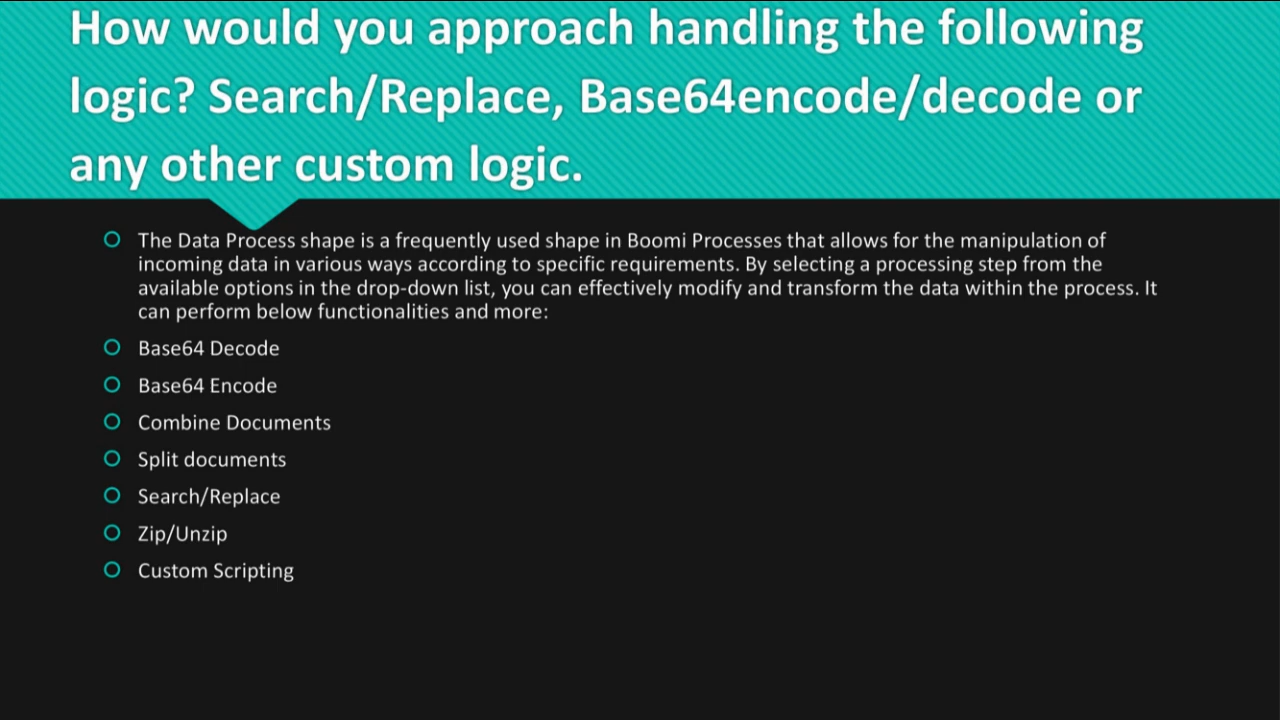 How would you approach handling the following
logic? Search/Replace, Base64encode/decode or
any other custom logic.
The Data Process shape is a frequently used shape in Boomi Processes that allows for the manipulation of
incoming data in various ways according to specific requirements. By selecting a processing step from the
available options in the drop-down list, you can effectively modify and transform the data within the process. It
can perform below functionalities and more:
Base64 Decode
Base64 Encode
Combine Documents
Split documents
Search/Replace
Zip/Unzip
Custom Scripting